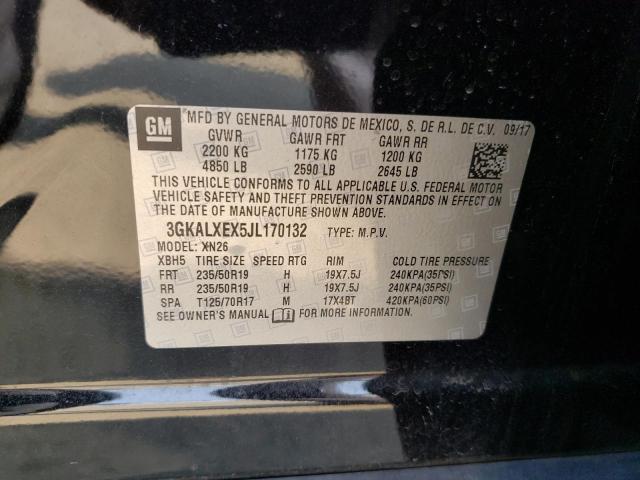 GM MFD BY GENERAL MOTORS DE MEXICO, S. DE R.L. DE C.V. 09/17
GVWR GAWR FRT GAWR RR
2200 KG 1175 KG 1200 KG
4850 LB 2590 LB 2645 LB
THIS VEHICLE CONFORMS TO ALL APPLICABLE U.S. FEDERAL MOTOR
VEHICLE SAFETY AND THEFT PREVENTION STANDARDS IN EFFECT ON
THE DATE OF MANUFACTURE SHOWN ABOVE.
3GKALXEX5JL170132 TYPE: M.P.V.
MODEL: XN26
XBH5 TIRE SIZE SPEED RTG RIM COLD TIRE PRESSURE
FRT 235/50R19 H 19X7.5J 240KPA(35PSI)
RR 235/50R19 H 19X7.5J 240KPA(35PSI)
SPA T125/70R17 M 17X4BT 420KPA(60PSI)
SEE OWNER'S MANUAL FOR MORE INFORMATION.